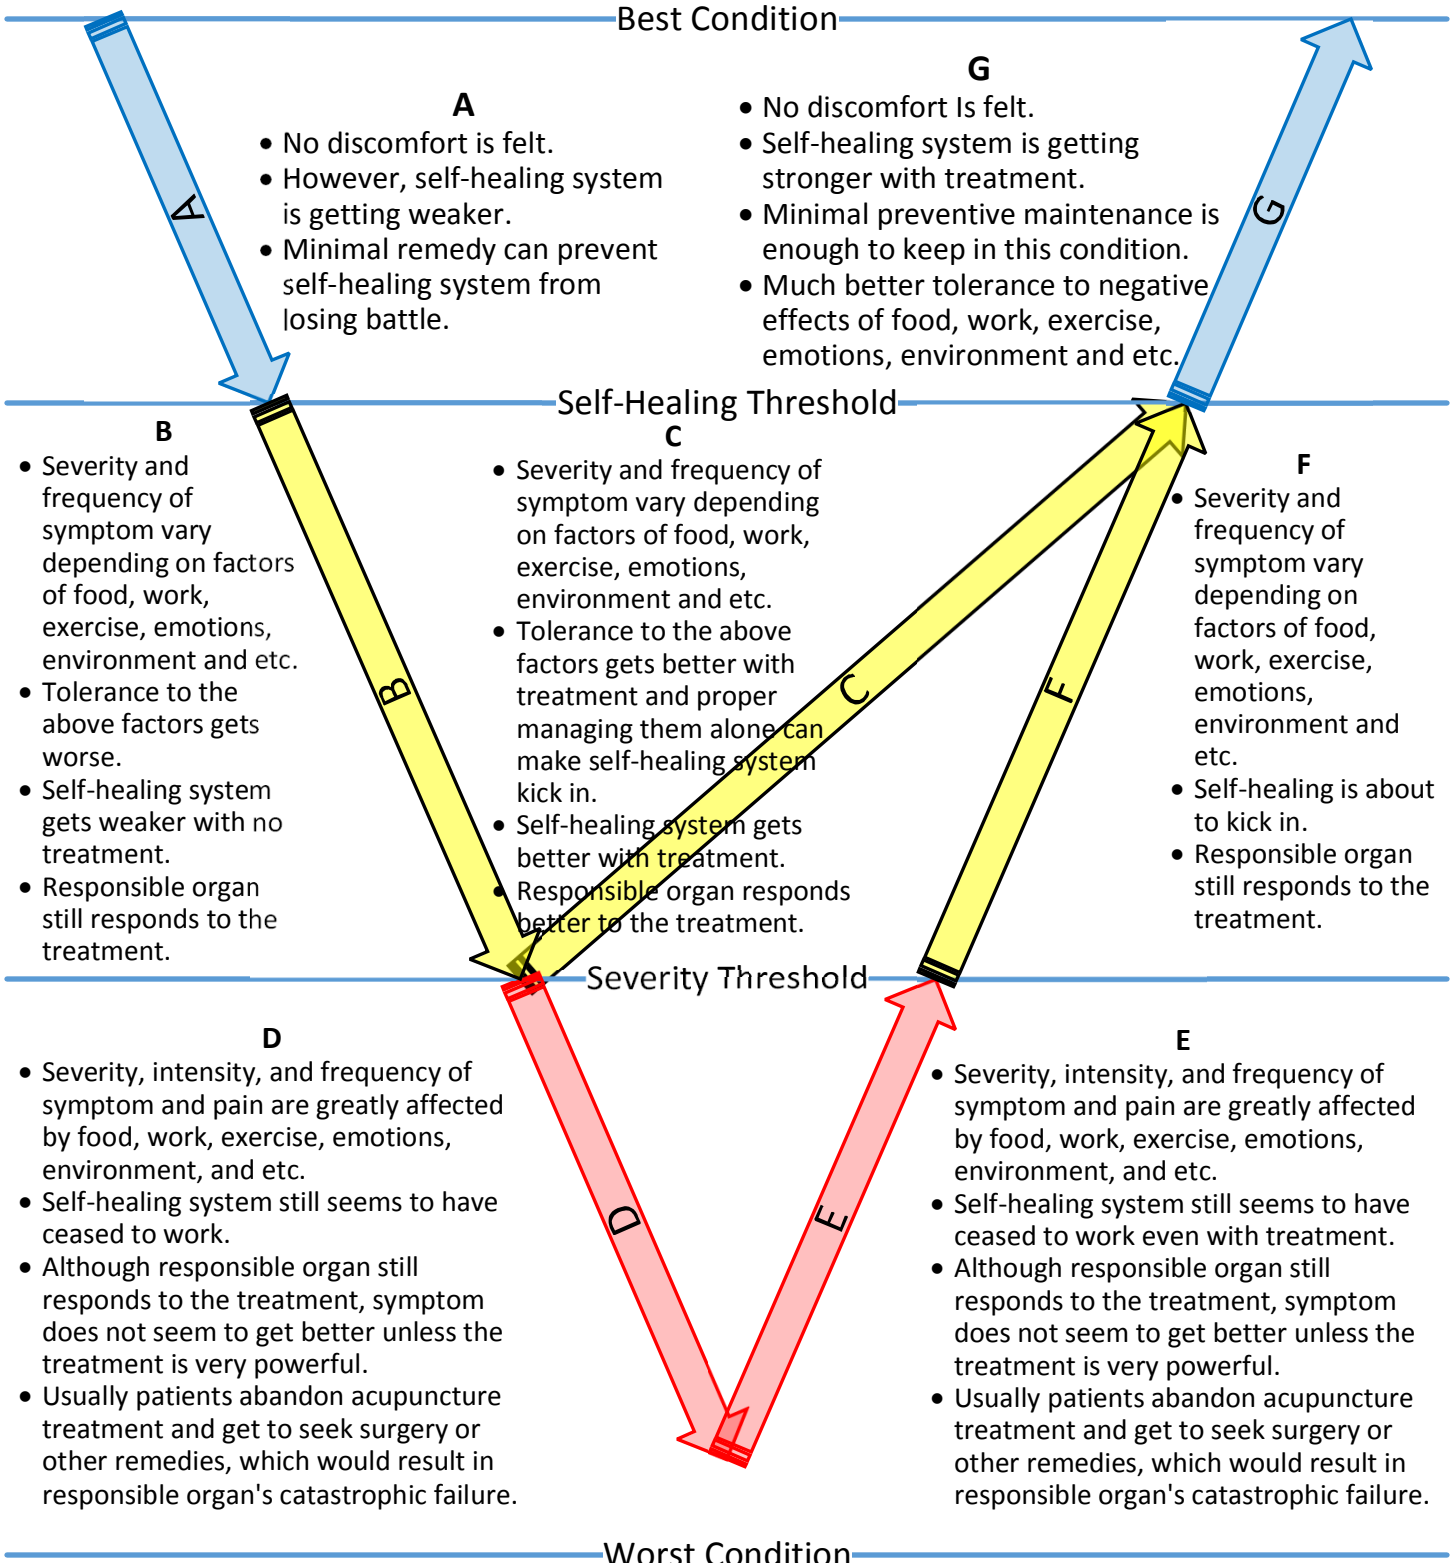 Best Condition
A
• No discomfort is felt.
• However, self-healing system
is getting weaker.
• Minimal remedy can prevent
self-healing system from
losing battle.
G
• No discomfort Is felt.
• Self-healing system is getting
stronger with treatment.
• Minimal preventive maintenance is
enough to keep in this condition.
• Much better tolerance to negative
effects of food, work, exercise,
emotions, environment and etc.
A
G
Self-Healing Threshold
B
• Severity and
frequency of
symptom vary
depending on factors
of food, work,
exercise, emotions,
environment and etc.
• Tolerance to the
above factors gets
worse.
• Self-healing system
gets weaker with no
treatment.
• Responsible organ
still responds to the
treatment.
B
C
• Severity and frequency of
symptom vary depending
on factors of food, work,
exercise, emotions,
environment and etc.
• Tolerance to the above
factors gets better with
treatment and proper
managing them alone can
make self-healing system
kick in.
• Self-healing system gets
better with treatment.
• Responsible organ responds
better to the treatment.
C
F
F
• Severity and
frequency of
symptom vary
depending on
factors of food,
work, exercise,
emotions,
environment and
etc.
• Self-healing is about
to kick in.
• Responsible organ
still responds to the
treatment.
Severity Threshold
D
• Severity, intensity, and frequency of
symptom and pain are greatly affected
by food, work, exercise, emotions,
environment, and etc.
• Self-healing system still seems to have
ceased to work.
• Although responsible organ still
responds to the treatment, symptom
does not seem to get better unless the
treatment is very powerful.
• Usually patients abandon acupuncture
treatment and get to seek surgery or
other remedies, which would result in
responsible organ's catastrophic failure.
D
E
E
• Severity, intensity, and frequency of
symptom and pain are greatly affected
by food, work, exercise, emotions,
environment, and etc.
• Self-healing system still seems to have
ceased to work even with treatment.
• Although responsible organ still
responds to the treatment, symptom
does not seem to get better unless the
treatment is very powerful.
• Usually patients abandon acupuncture
treatment and get to seek surgery or
other remedies, which would result in
responsible organ's catastrophic failure.
Worst Condition